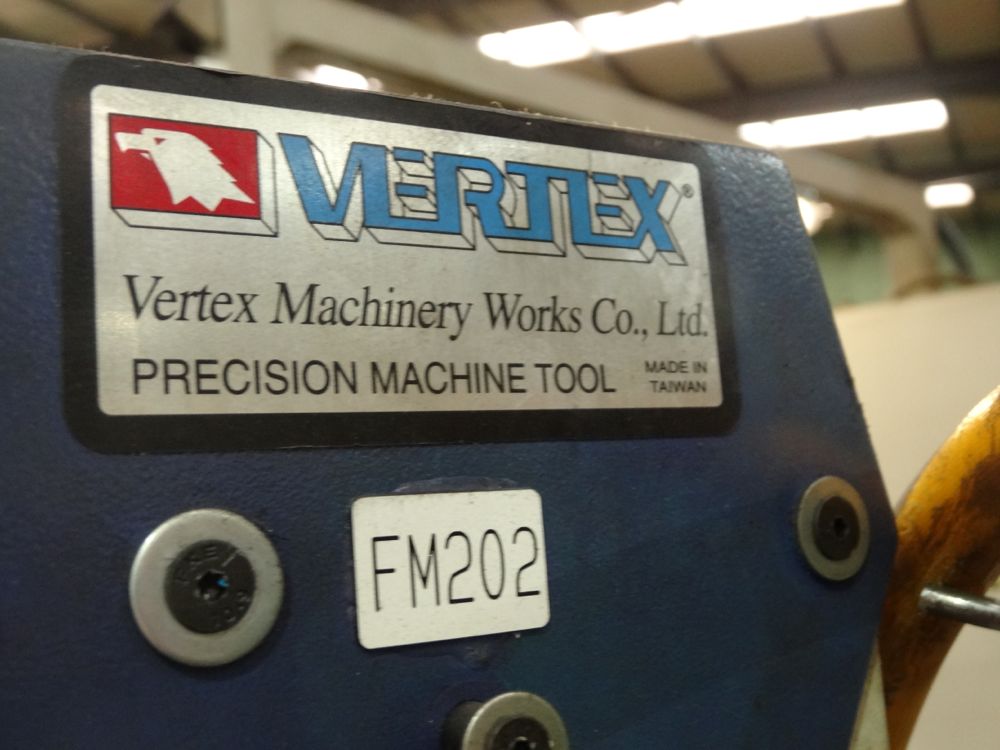 VERTEX®
Vertex Machinery Works Co., Ltd.
PRECISION MACHINE TOOL
MADE IN
TAIWAN
FM202